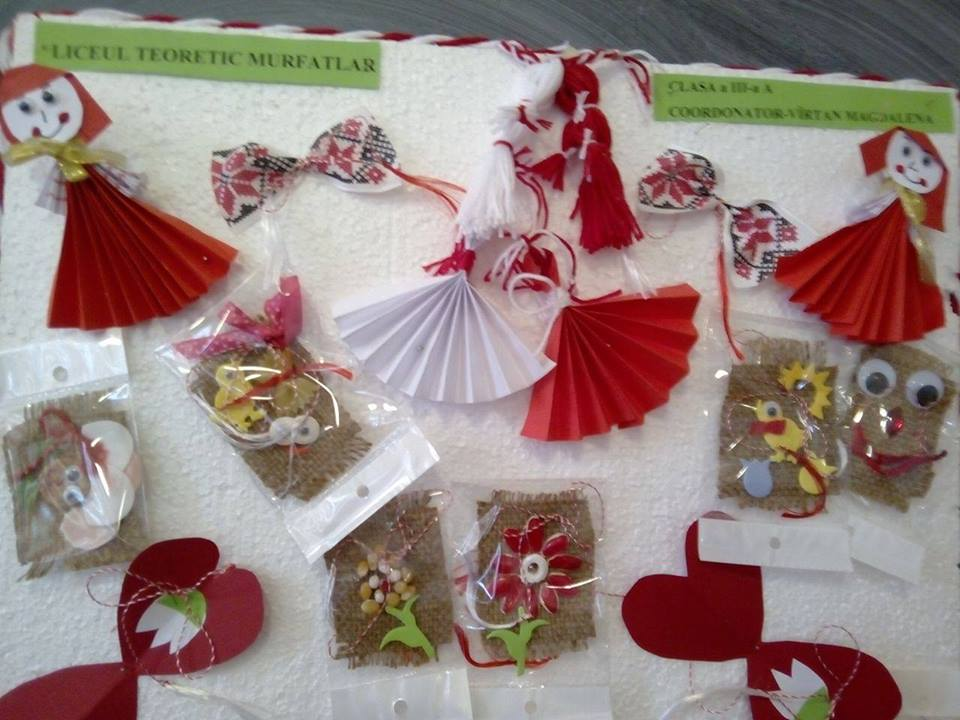 LICEUL TEORETIC MURFATLAR
CLASA a III-a A
COORDONATOR-VÎRTAN MAGDALENA